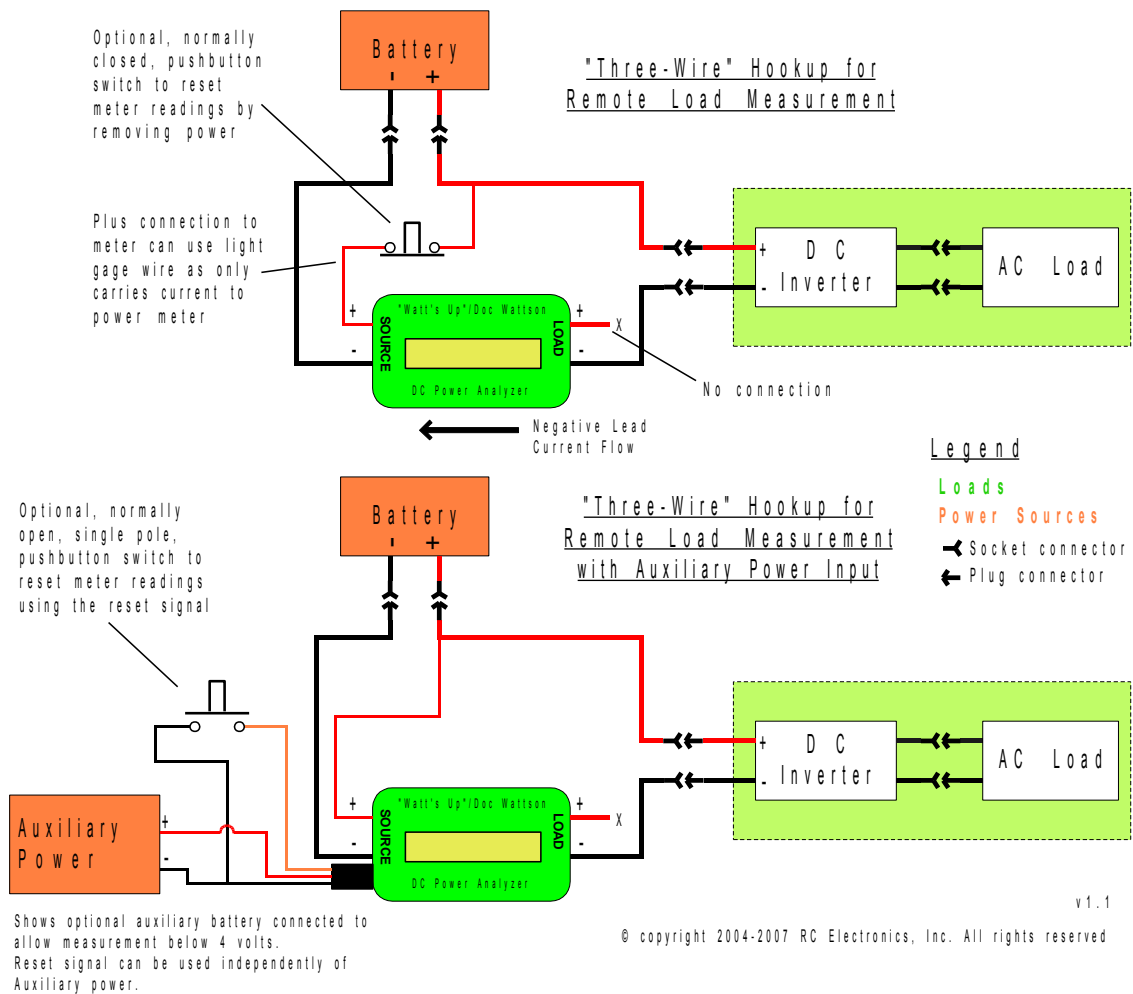 Optional, normally
closed, pushbutton
switch to reset
meter readings by
removing power
Battery
- +
"Three-Wire" Hookup for
Remote Load Measurement
Plus connection to
meter can use light
gage wire as only
carries current to
power meter
+
-
SOURCE
"Watt's Up"/Doc Wattson
DC Power Analyzer
LOAD
+
-
X
No connection
+
-
DC
Inverter
AC Load
Negative Lead
Current Flow
Legend
Loads
Power Sources
Socket connector
Plug connector
Optional, normally
open, single pole,
pushbutton switch to
reset meter readings
using the reset signal
Battery
- +
"Three-Wire" Hookup for
Remote Load Measurement
with Auxiliary Power Input
Auxiliary
Power
+
-
+
-
SOURCE
"Watt's Up"/Doc Wattson
DC Power Analyzer
LOAD
+
-
X
+
-
DC
Inverter
AC Load
Shows optional auxiliary battery connected to
allow measurement below 4 volts.
Reset signal can be used independently of
Auxiliary power.
v1.1
© copyright 2004-2007 RC Electronics, Inc. All rights reserved